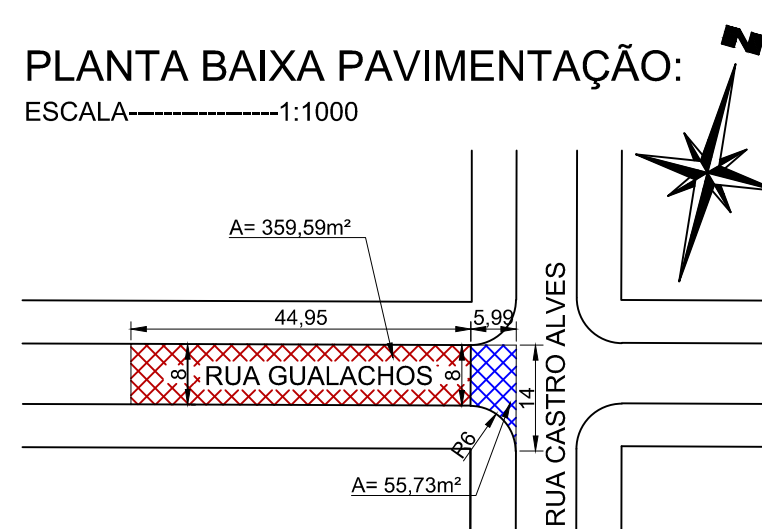 PLANTA BAIXA PAVIMENTAÇÃO:
ESCALA------------------1:1000
N
A= 359,59m²
44,95
5,99
8
RUA GUALACHOS
8
14
RUA CASTRO ALVES
R6
A= 55,73m²